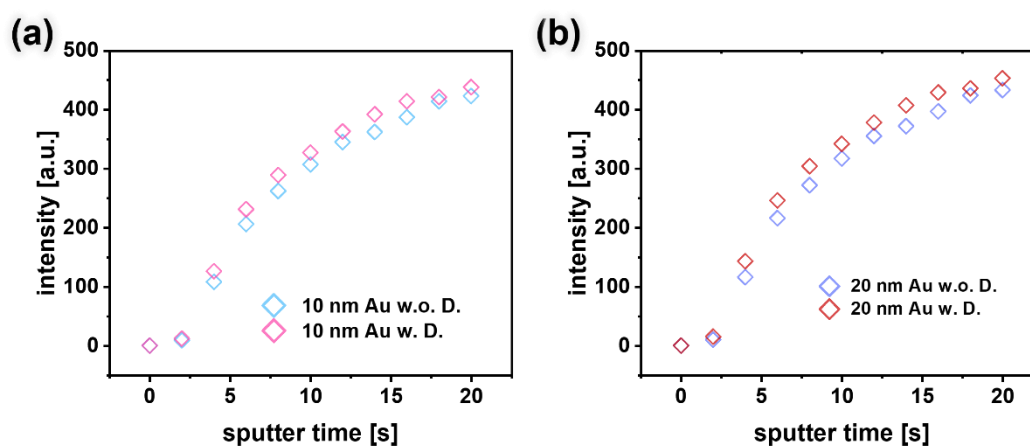 (a)
500
400
300
200
100
0
intensity [a.u.]
10 nm Au w.o. D.
10 nm Au w. D.
0 5 10 15 20
sputter time [s]
(b)
500
400
300
200
100
0
intensity [a.u.]
20 nm Au w.o. D.
20 nm Au w. D.
0 5 10 15 20
sputter time [s]